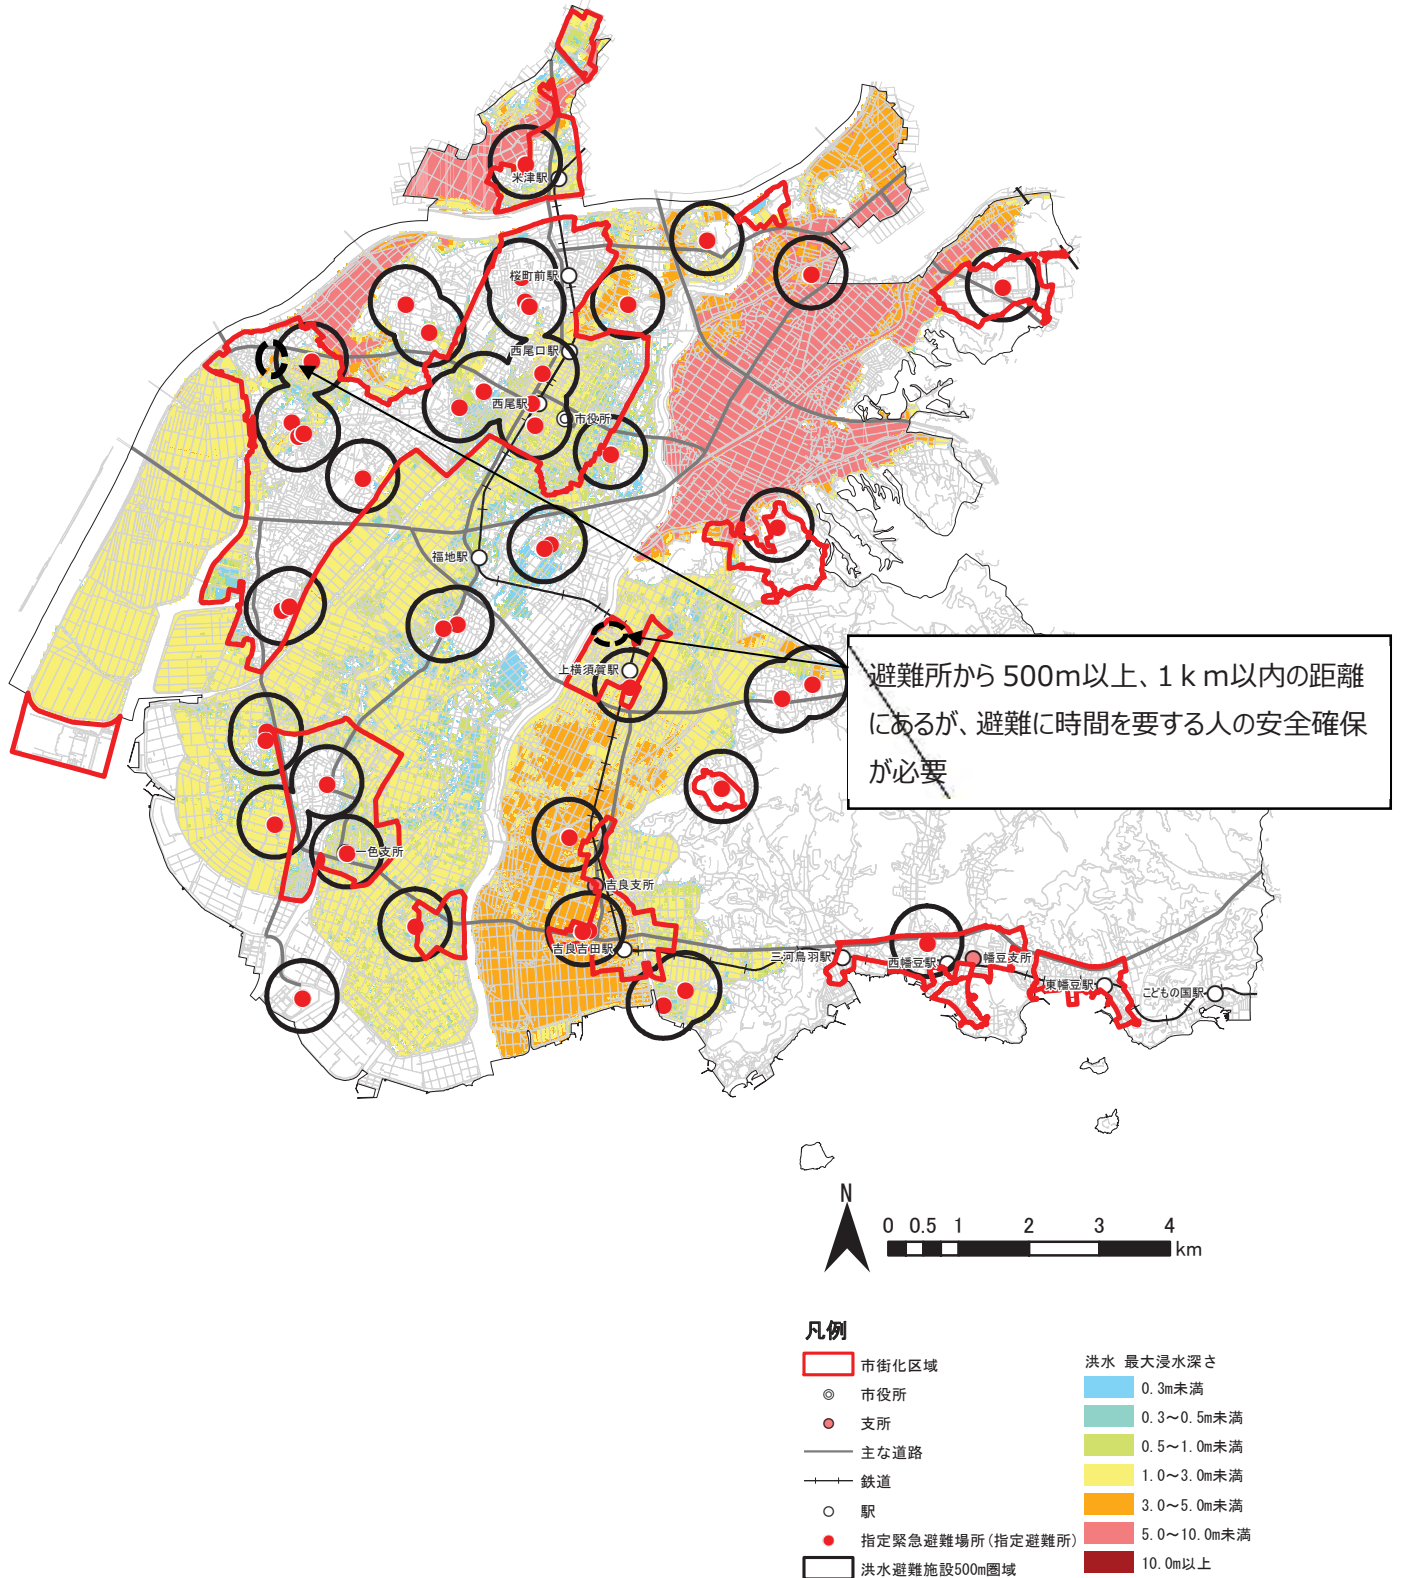 米津駅
桜町前駅
西尾口駅
西尾駅
市役所
福地駅
上横須賀駅
避難所から500m以上、1km以内の距離
にあるが、避難に時間を要する人の安全確保
が必要
一色支所
吉良支所
吉良吉田駅
三河鳥羽駅
西幡豆駅
幡豆支所
東幡豆駅
こどもの国駅
N
0 0.5 1 2 3 4
km
凡例
市街化区域
市役所
支所
主な道路
鉄道
駅
指定緊急避難場所(指定避難所)
洪水避難施設500m圏域
洪水 最大浸水深さ
0.3m未満
0.3～0.5m未満
0.5～1.0m未満
1.0～3.0m未満
3.0～5.0m未満
5.0～10.0m未満
10.0m以上